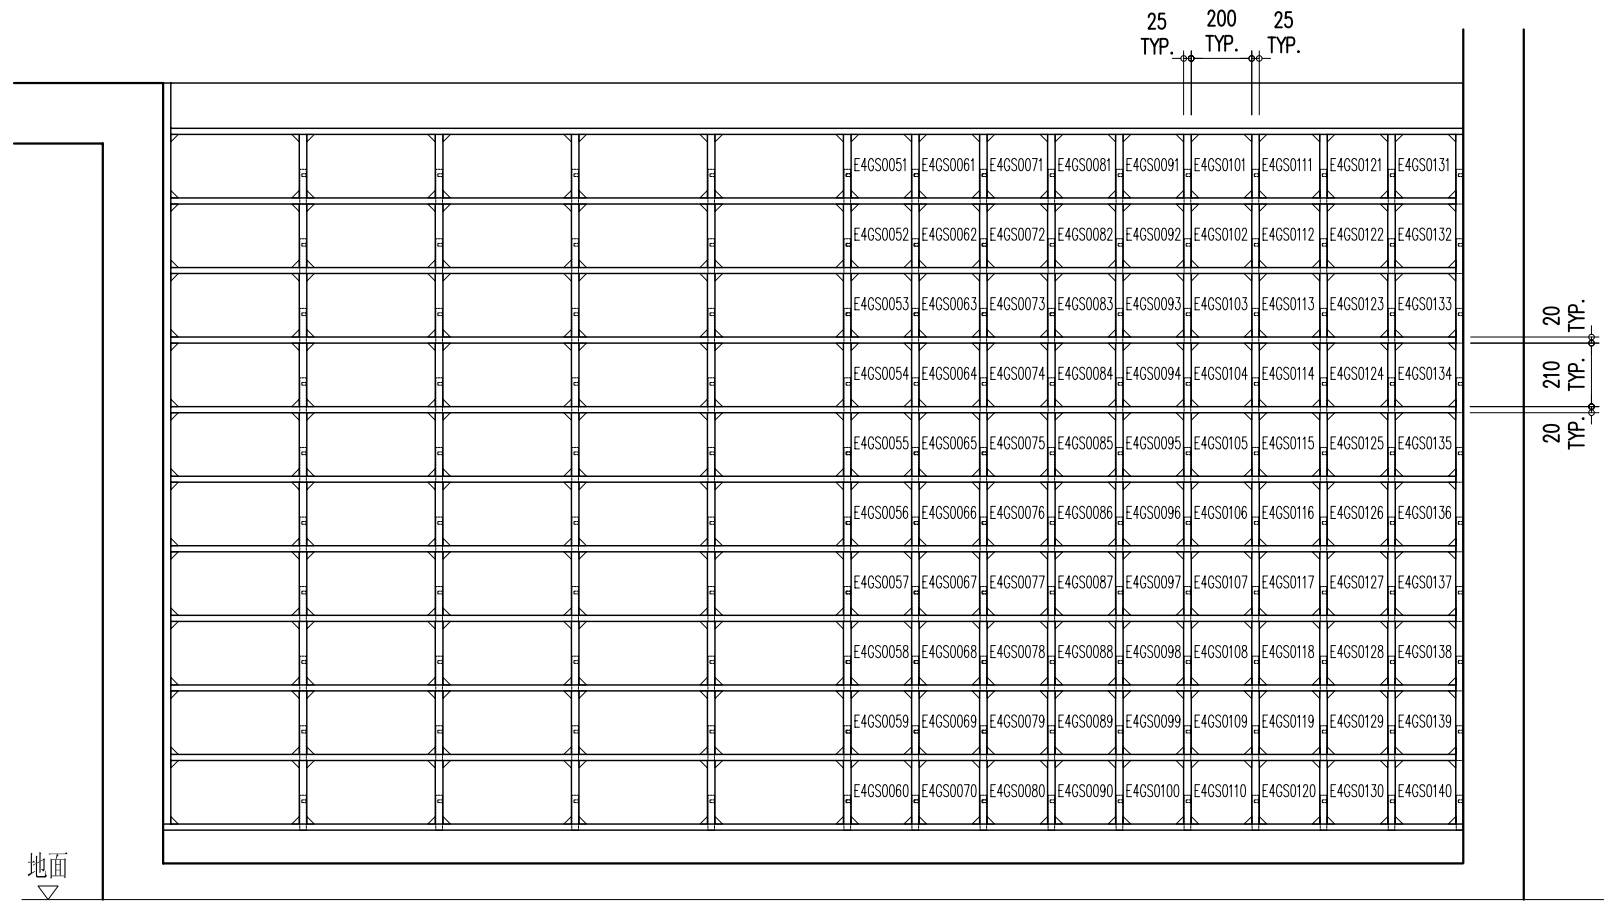 25 200 25
TYP. TYP. TYP.
E4GS0051 E4GS0061 E4GS0071 E4GS0081 E4GS0091 E4GS0101 E4GS0111 E4GS0121 E4GS0131
E4GS0052 E4GS0062 E4GS0072 E4GS0082 E4GS0092 E4GS0102 E4GS0112 E4GS0122 E4GS0132
E4GS0053 E4GS0063 E4GS0073 E4GS0083 E4GS0093 E4GS0103 E4GS0113 E4GS0123 E4GS0133
20 TYP.
E4GS0054 E4GS0064 E4GS0074 E4GS0084 E4GS0094 E4GS0104 E4GS0114 E4GS0124 E4GS0134
210 TYP.
E4GS0055 E4GS0065 E4GS0075 E4GS0085 E4GS0095 E4GS0105 E4GS0115 E4GS0125 E4GS0135
20 TYP.
E4GS0056 E4GS0066 E4GS0076 E4GS0086 E4GS0096 E4GS0106 E4GS0116 E4GS0126 E4GS0136
E4GS0057 E4GS0067 E4GS0077 E4GS0087 E4GS0097 E4GS0107 E4GS0117 E4GS0127 E4GS0137
E4GS0058 E4GS0068 E4GS0078 E4GS0088 E4GS0098 E4GS0108 E4GS0118 E4GS0128 E4GS0138
E4GS0059 E4GS0069 E4GS0079 E4GS0089 E4GS0099 E4GS0109 E4GS0119 E4GS0129 E4GS0139
E4GS0060 E4GS0070 E4GS0080 E4GS0090 E4GS0100 E4GS0110 E4GS0120 E4GS0130 E4GS0140
地面